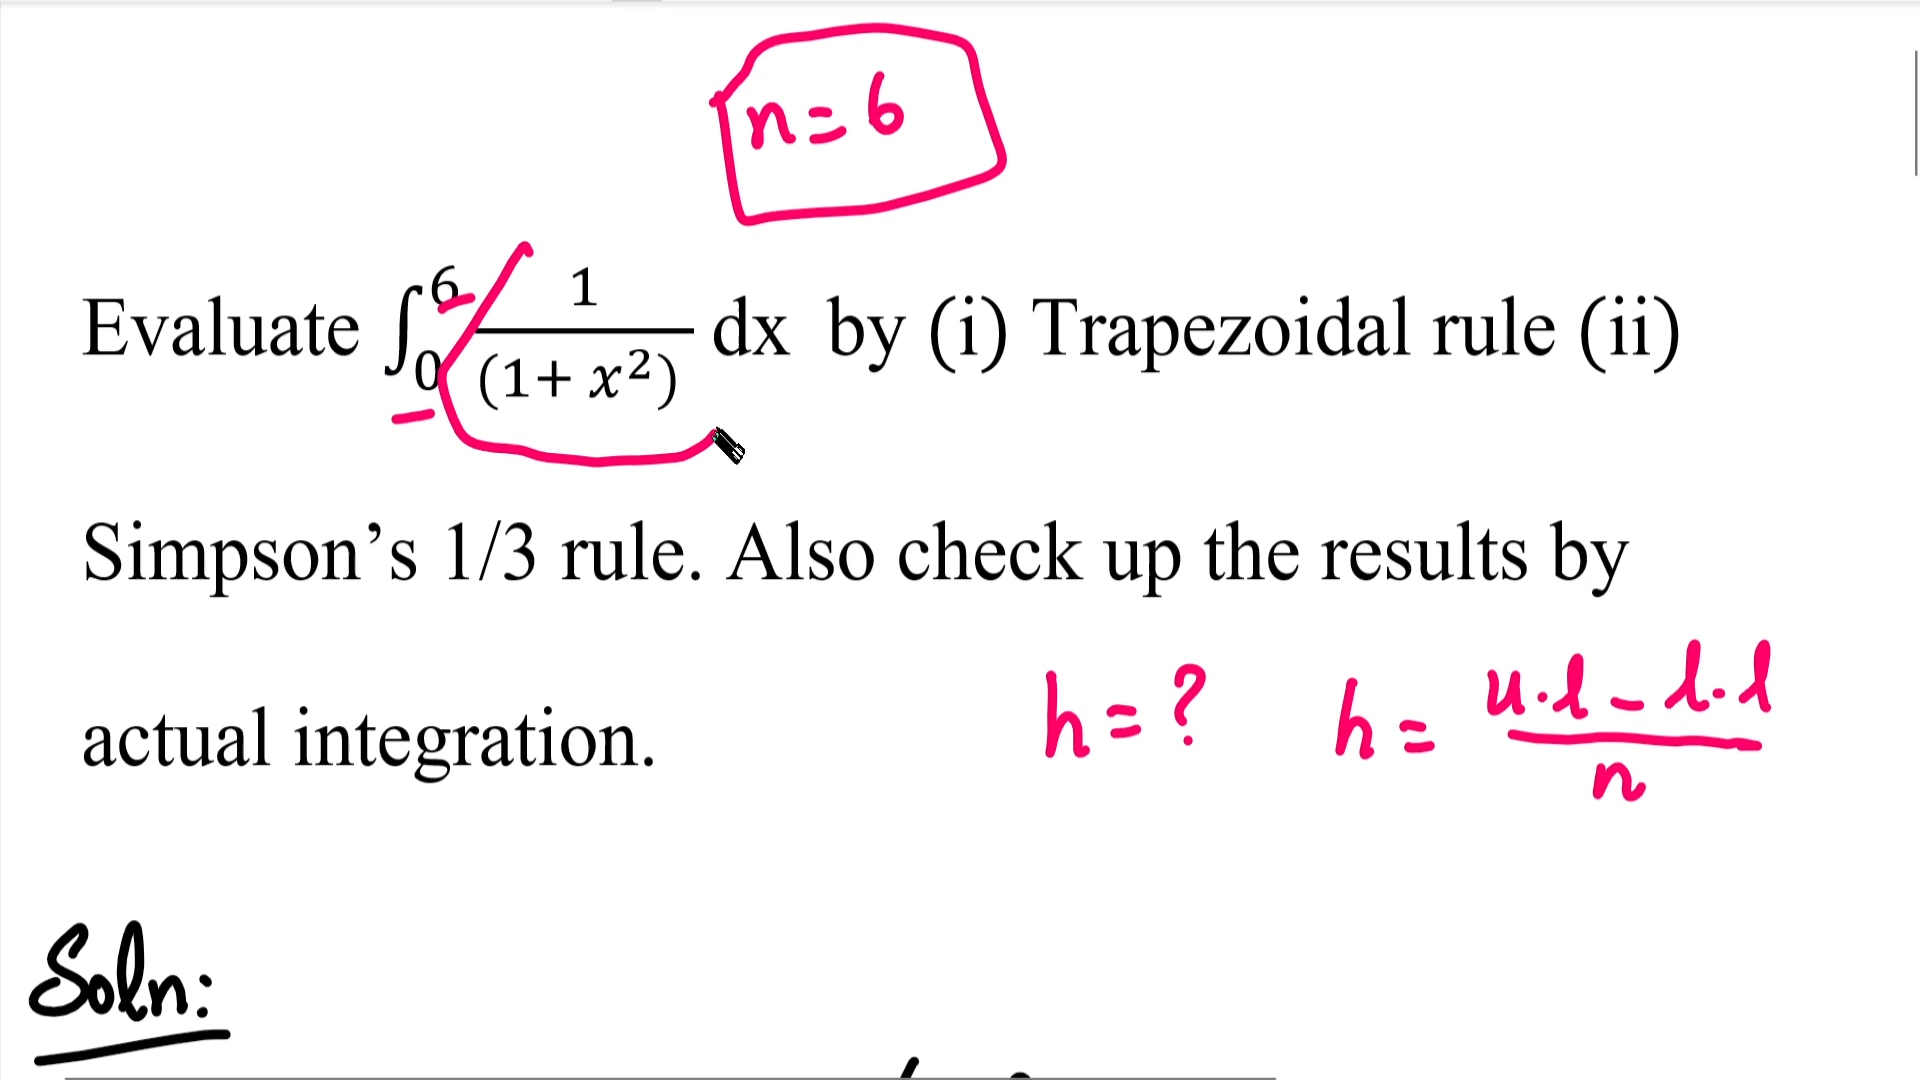 n = 6
Evaluate ∫₀⁶ 1/(1+ x²) dx by (i) Trapezoidal rule (ii)
Simpson’s 1/3 rule. Also check up the results by
actual integration.
h = ? h = u.l - l.l / n
Soln: